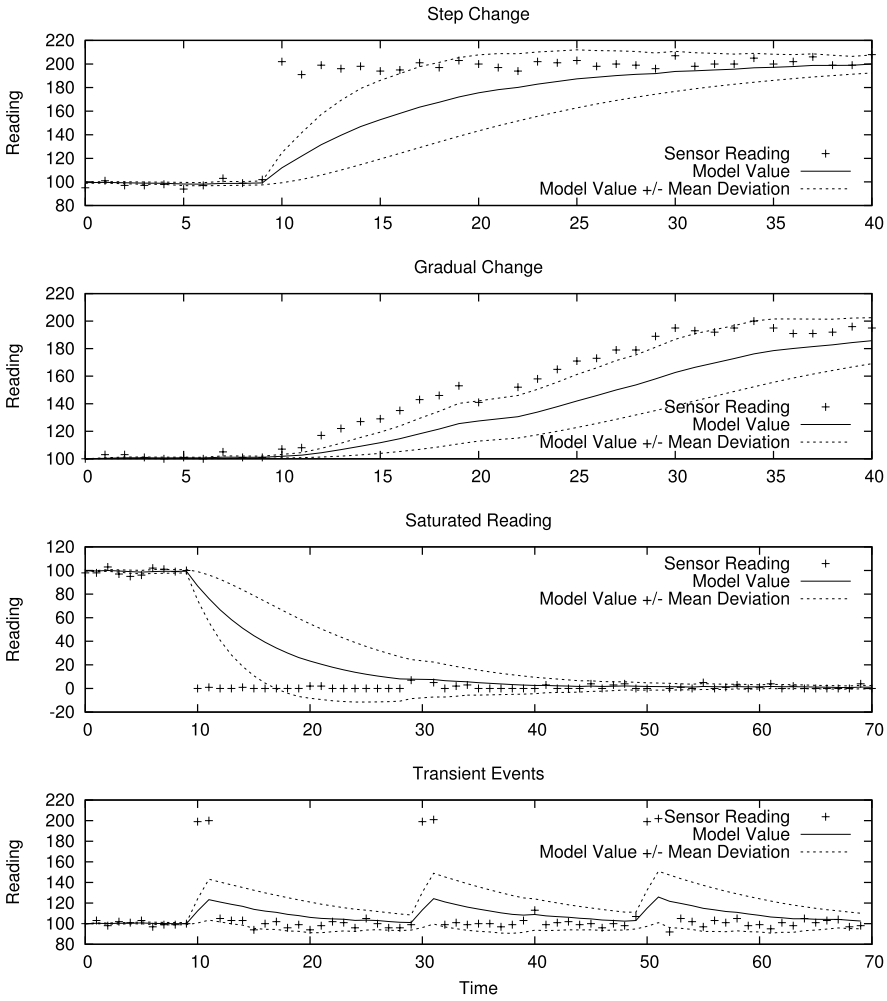 Step Change
220
200
180
160
140
120
100
80
Reading
Sensor Reading
Model Value
Model Value +/- Mean Deviation
0 5 10 15 20 25 30 35 40
Gradual Change
220
200
180
160
140
120
100
Reading
Sensor Reading
Model Value
Model Value +/- Mean Deviation
0 5 10 15 20 25 30 35 40
Saturated Reading
120
100
80
60
40
20
0
-20
Reading
Sensor Reading
Model Value
Model Value +/- Mean Deviation
0 10 20 30 40 50 60 70
Transient Events
220
200
180
160
140
120
100
80
Reading
Sensor Reading
Model Value
Model Value +/- Mean Deviation
0 10 20 30 40 50 60 70
Time